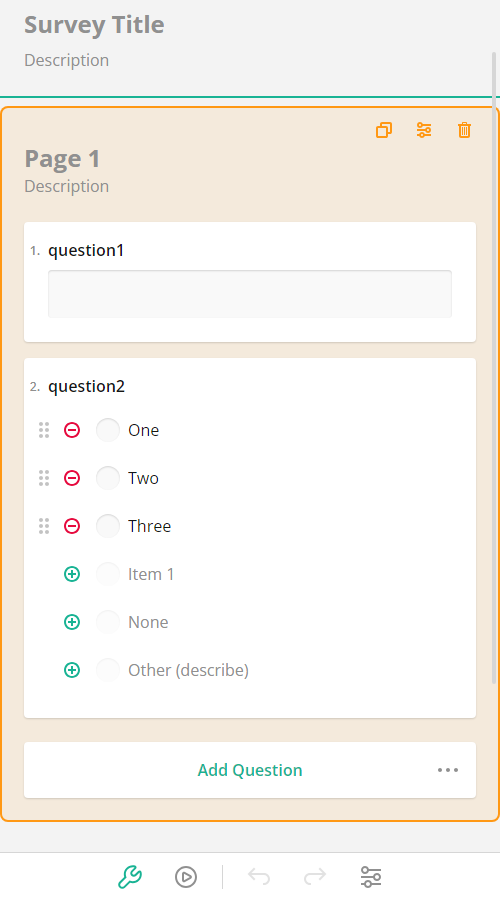 Survey Title
Description
Page 1
Description
1. question1
2. question2
One
Two
Three
Item 1
None
Other (describe)
Add Question